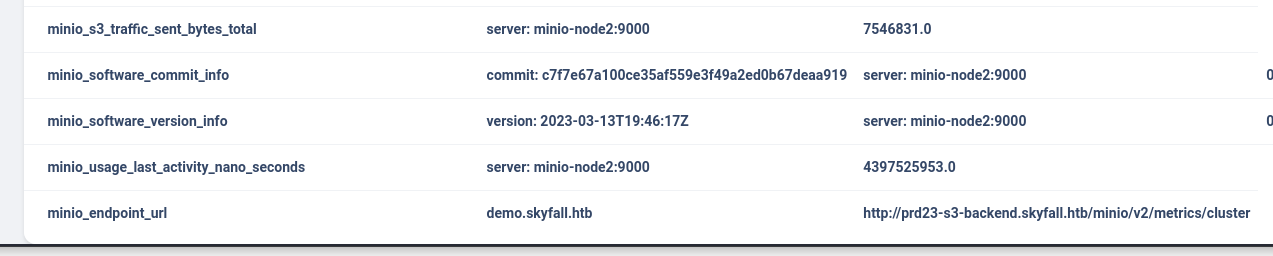 minio_s3_traffic_sent_bytes_total server: minio-node2:9000 7546831.0
minio_software_commit_info commit: c7f7e67a100ce35af559e3f49a2ed0b67deaa919 server: minio-node2:9000 0
minio_software_version_info version: 2023-03-13T19:46:17Z server: minio-node2:9000 0
minio_usage_last_activity_nano_seconds server: minio-node2:9000 4397525953.0
minio_endpoint_url demo.skyfall.htb http://prd23-s3-backend.skyfall.htb/minio/v2/metrics/cluster